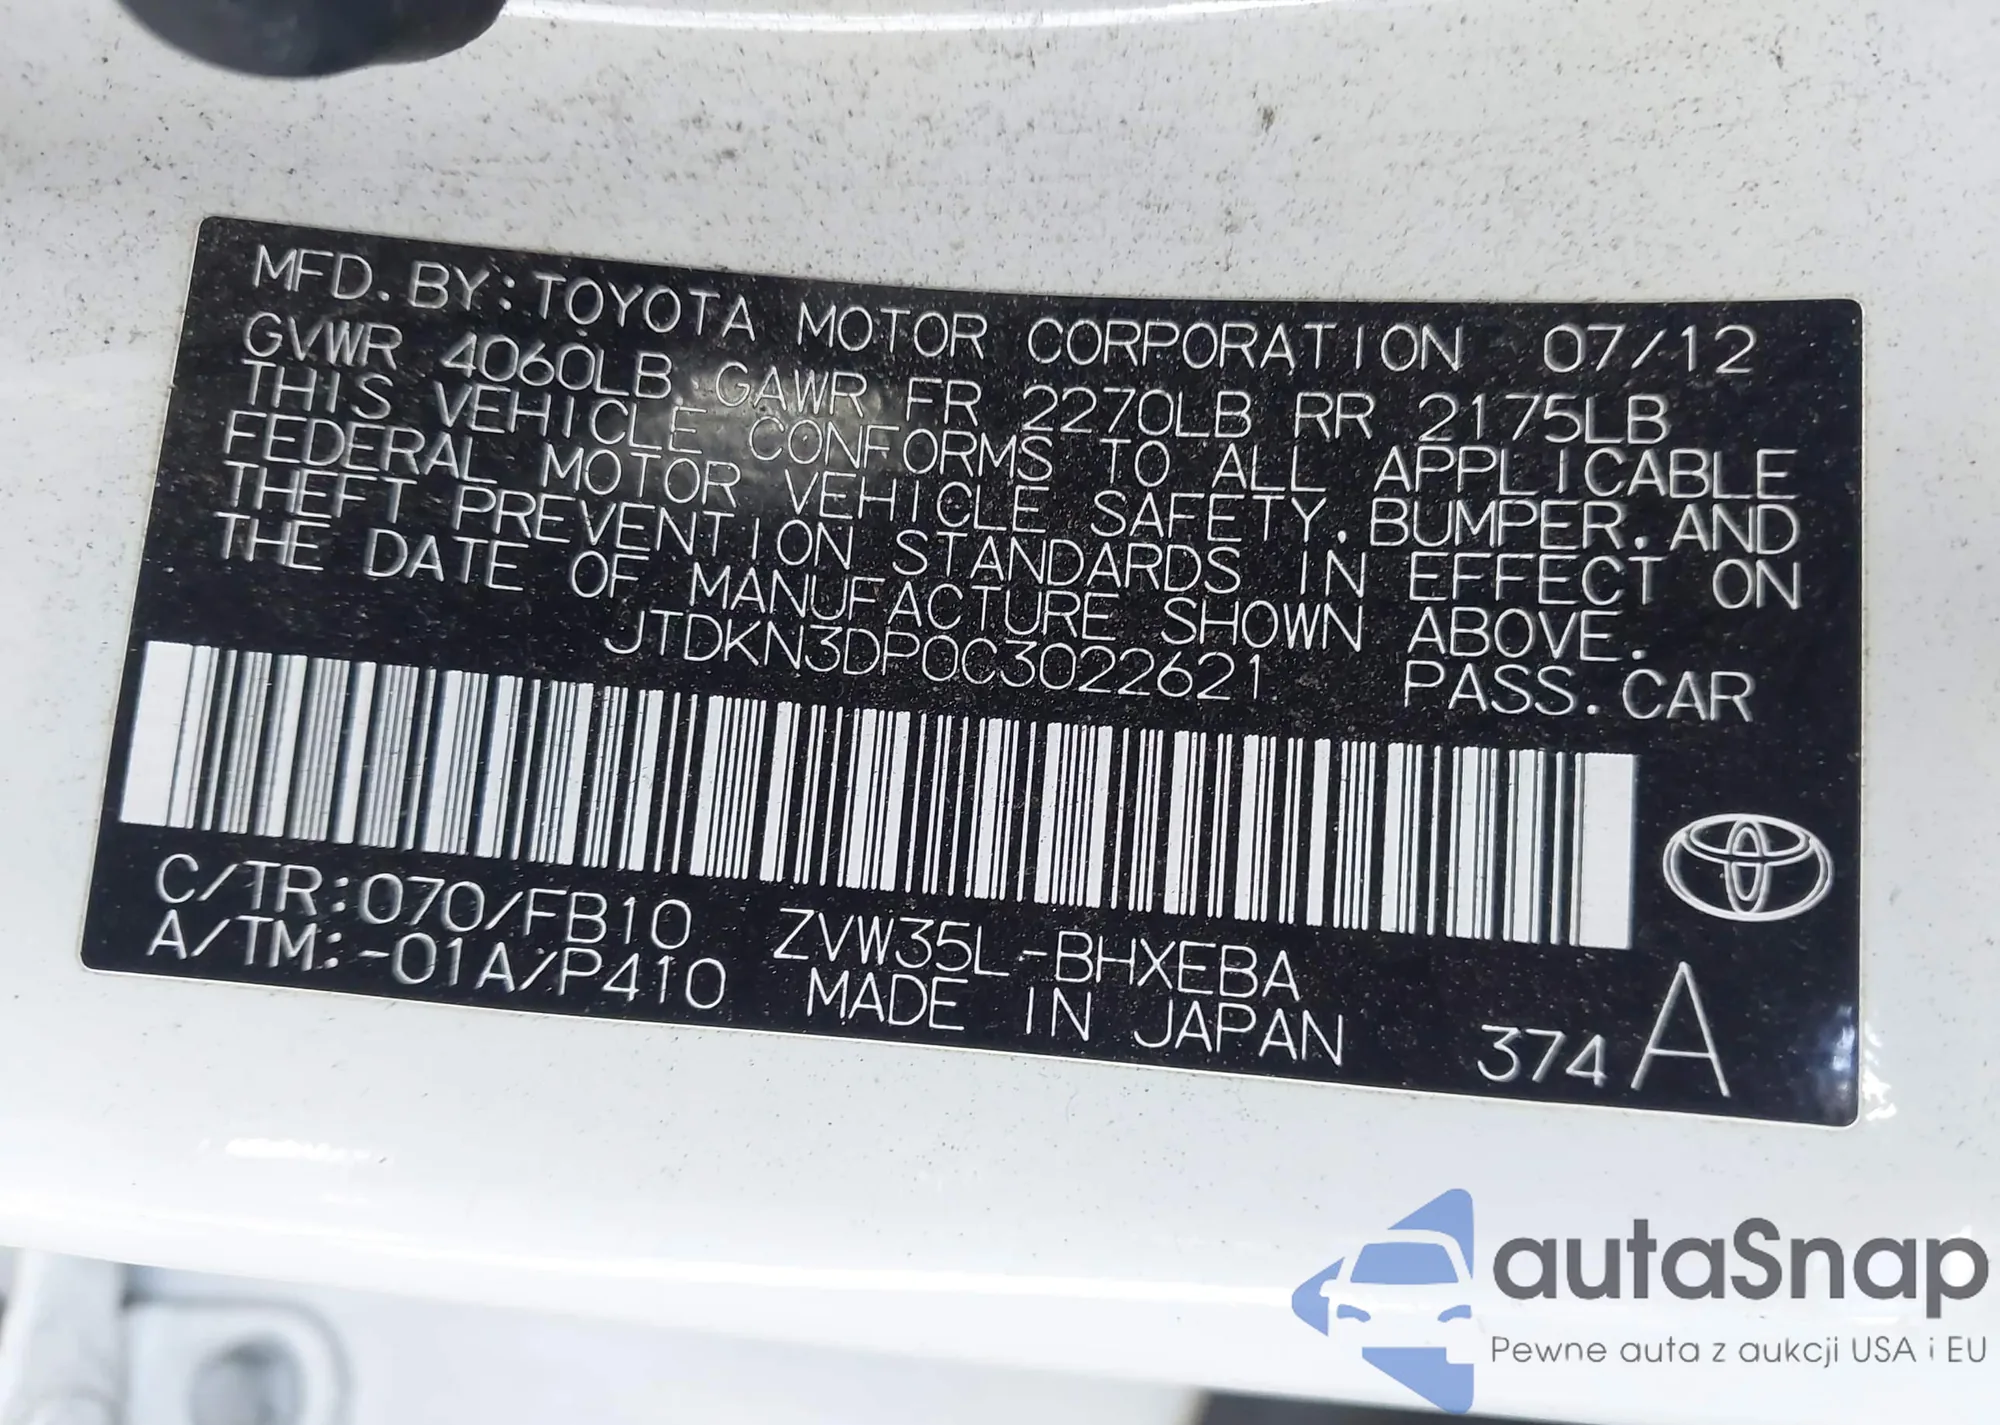 MFD. BY: TOYOTA MOTOR CORPORATION 07/12
GVWR 4060LB GAWR FR 2270LB RR 2175LB
THIS VEHICLE CONFORMS TO ALL APPLICABLE
FEDERAL MOTOR VEHICLE SAFETY, BUMPER, AND
THEFT PREVENTION STANDARDS IN EFFECT ON
THE DATE OF MANUFACTURE SHOWN ABOVE.
JTDKN3DP0C3022621 PASS. CAR
C/TR:070/FB10 ZVW35L-BHXEBA
A/TM:-01A/P410 MADE IN JAPAN 374 A
autaSnap
Pewne auta z aukcji USA i EU